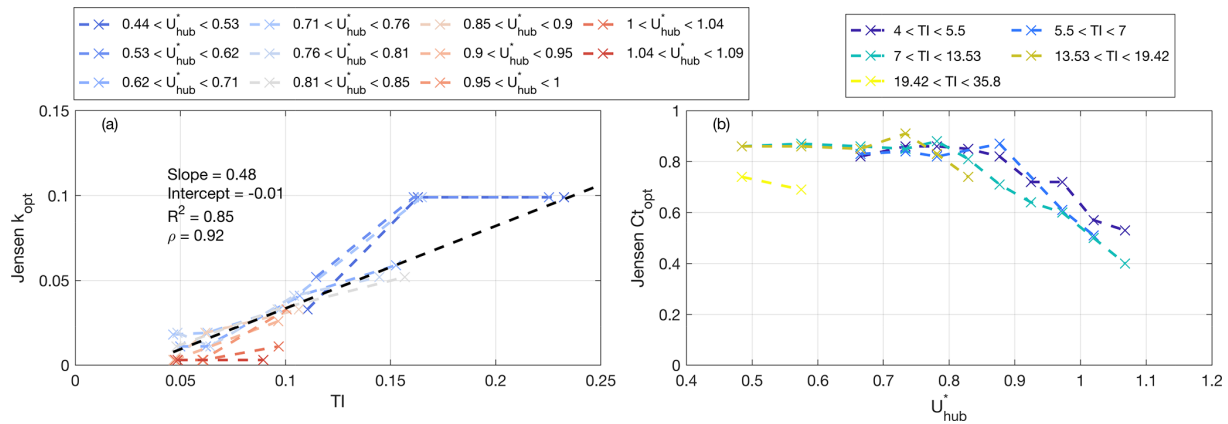 0.44 < U*hub < 0.53
0.71 < U*hub < 0.76
0.85 < U*hub < 0.9
1 < U*hub < 1.04
0.53 < U*hub < 0.62
0.76 < U*hub < 0.81
0.9 < U*hub < 0.95
1.04 < U*hub < 1.09
0.62 < U*hub < 0.71
0.81 < U*hub < 0.85
0.95 < U*hub < 1
4 < TI < 5.5
5.5 < TI < 7
7 < TI < 13.53
13.53 < TI < 19.42
19.42 < TI < 35.8
(a)
Slope = 0.48
Intercept = -0.01
R² = 0.85
ρ = 0.92
0.15
0.1
0.05
0
Jensen kopt
0
0.05
0.1
0.15
0.2
0.25
TI
(b)
1
0.8
0.6
0.4
0.2
0
Jensen Ctopt
0.4
0.5
0.6
0.7
0.8
0.9
1
1.1
1.2
U*hub